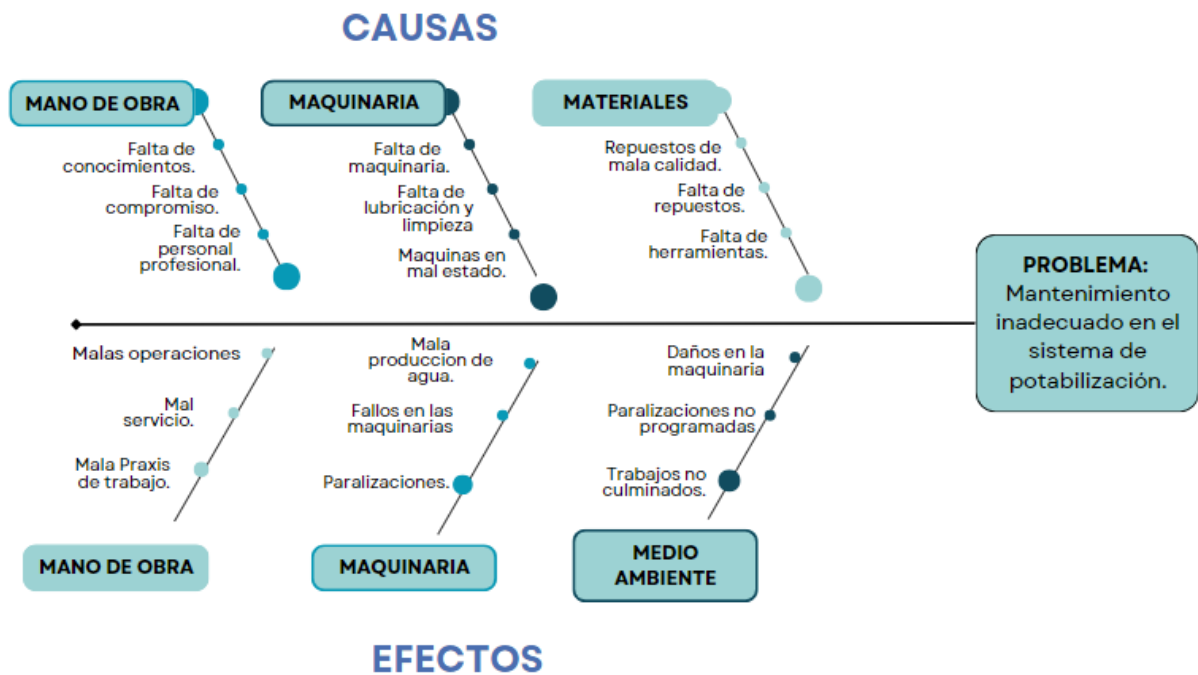 CAUSAS
MANO DE OBRA
Falta de
conocimientos.
Falta de
compromiso.
Falta de
personal
profesional.
MAQUINARIA
Falta de
maquinaria.
Falta de
lubricación y
limpieza
Maquinas en
mal estado.
MATERIALES
Repuestos de
mala calidad.
Falta de
repuestos.
Falta de
herramientas.
PROBLEMA:
Mantenimiento
inadecuado en el
sistema de
potabilización.
Malas operaciones
Mal
servicio.
Mala Praxis
de trabajo.
MANO DE OBRA
Mala
produccion de
agua.
Fallos en las
maquinarias
Paralizaciones.
MAQUINARIA
Daños en la
maquinaria
Paralizaciones no
programadas.
Trabajos no
culminados.
MEDIO
AMBIENTE
EFECTOS